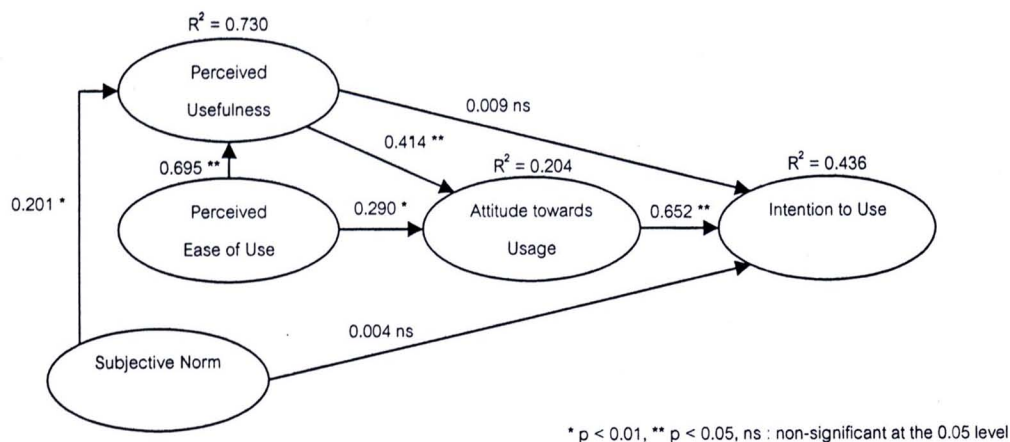 R² = 0.730
Perceived
Usefulness
0.009 ns
0.414 **
R² = 0.204
R² = 0.436
0.695 **
0.201 *
Perceived
Ease of Use
0.290 *
Attitude towards
Usage
0.652 **
Intention to Use
0.004 ns
Subjective Norm
* p < 0.01, ** p < 0.05, ns : non-significant at the 0.05 level